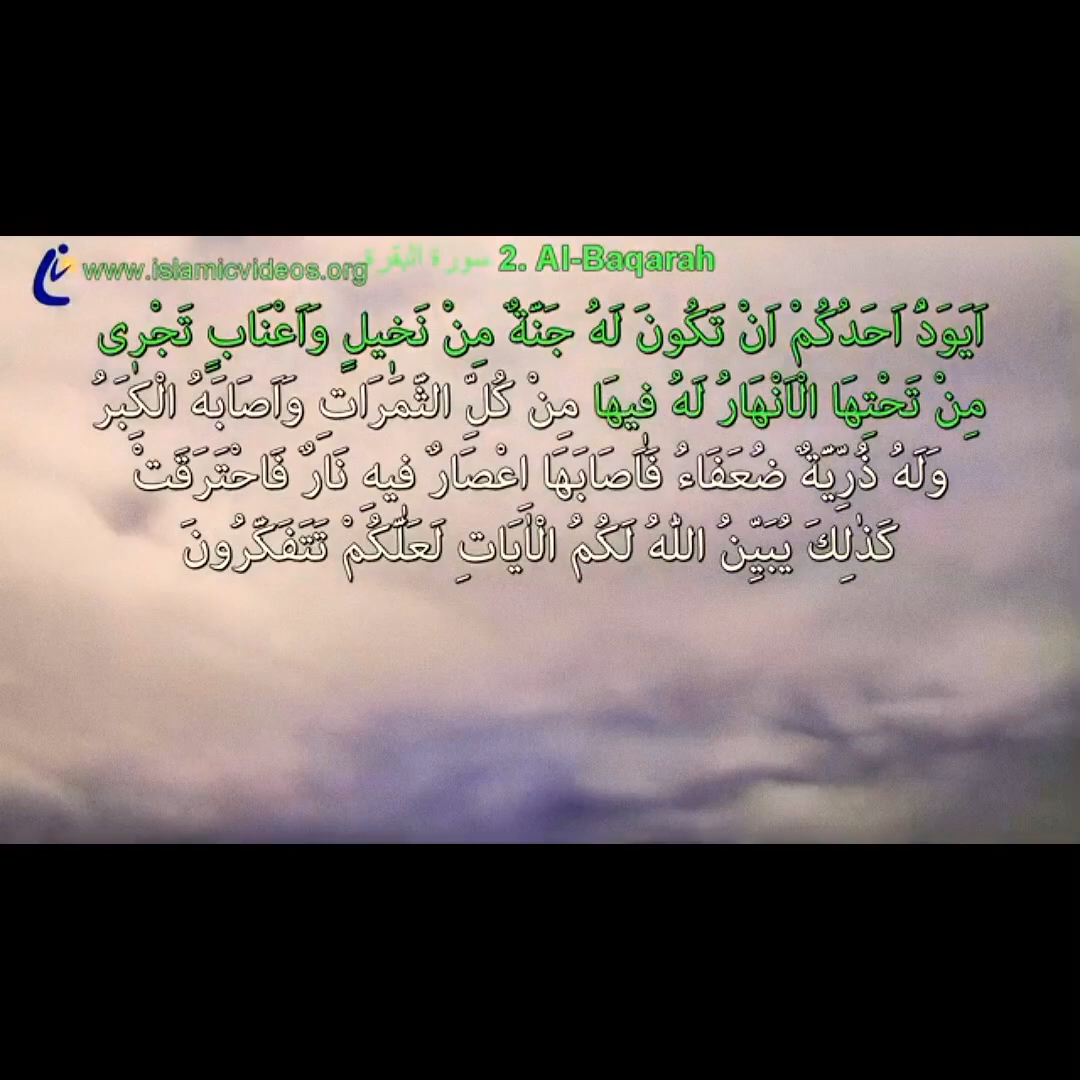 www.islamicvideos.org سورة البقرة 2. Al-Baqarah
اَيَوَدُّ اَحَدُكُمْ اَنْ تَكُونَ لَهُ جَنَّةٌ مِنْ نَخٖيلٍ وَاَعْنَابٍ تَجْرٖى
مِنْ تَحْتِهَا الْاَنْهَارُ لَهُ فٖيهَا مِنْ كُلِّ الثَّمَرَاتِ وَاَصَابَهُ الْكِبَرُ
وَلَهُ ذُرِّيَّةٌ ضُعَفَاءُ فَاَصَابَهَا اِعْصَارٌ فٖيهِ نَارٌ فَاحْتَرَقَتْ
كَذٰلِكَ يُبَيِّنُ اللّٰهُ لَكُمُ الْاٰيَاتِ لَعَلَّكُمْ تَتَفَكَّرُونَ